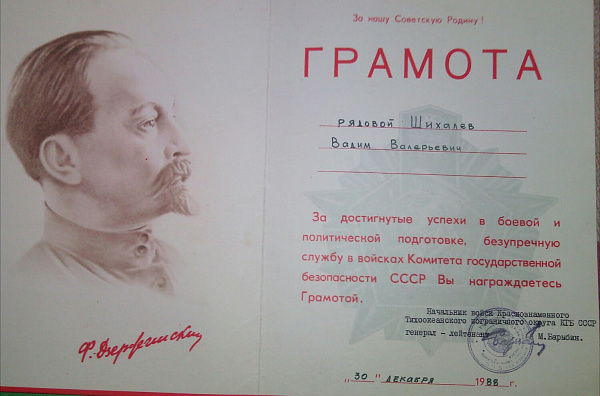 Ф. Дзержинский
За нашу Советскую Родину!
ГРАМОТА
рядовой Шихалев
Вадим Валерьевич
За достигнутые успехи в боевой и
политической подготовке, безупречную
службу в войсках Комитета государственной
безопасности СССР Вы награждаетесь
Грамотой.
Начальник войск Краснознаменного
Тихоокеанского пограничного округа КГБ СССР
генерал – лейтенант М.Барыбин.
"30" декабря 1988 г.